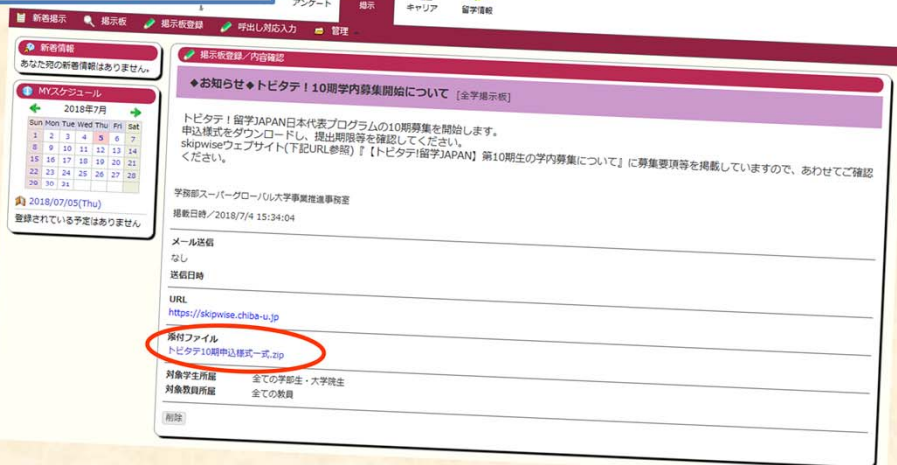 アンケート 掲示 キャリア 留学情報
新着掲示 掲示板 掲示板登録 呼出し対応入力 管理
新着情報
あなた宛の新着情報はありません。
MYスケジュール
2018年7月
Sun Mon Tue Wed Thu Fri Sat
1 2 3 4 5 6 7
8 9 10 11 12 13 14
15 16 17 18 19 20 21
22 23 24 25 26 27 28
29 30 31
2018/07/05(Thu)
登録されている予定はありません
掲示板登録／内容確認
◆お知らせ◆トビタテ！10期学内募集開始について [全学掲示板]
トビタテ！留学JAPAN日本代表プログラムの10期募集を開始します。
申込様式をダウンロードし、提出期限等を確認してください。
skipwiseウェブサイト(下記URL参照)『【トビタテ!留学JAPAN】第10期生の学内募集について』に募集要項等を掲載していますので、あわせてご確認
ください。
学務部スーパーグローバル大学事業推進事務室
掲載日時／2018/7/4 15:34:04
メール送信
なし
送信日時
URL
https://skipwise.chiba-u.jp
添付ファイル
トビタテ10期申込様式一式.zip
対象学生所属 全ての学部生・大学院生
対象教員所属 全ての教員
削除